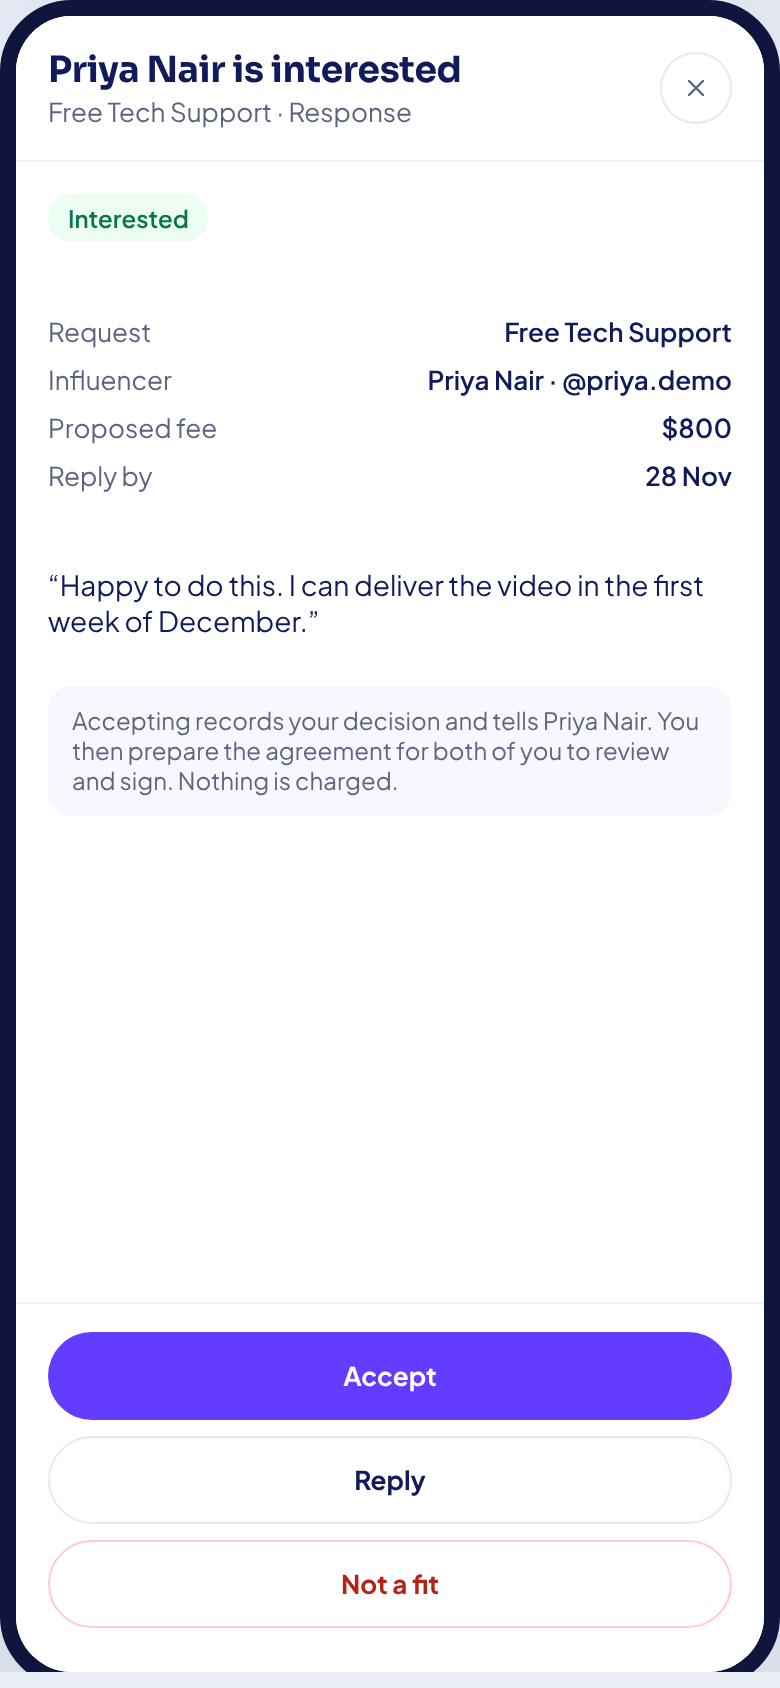 Priya Nair is interested
Free Tech Support · Response
Interested
Request Free Tech Support
Influencer Priya Nair · @priya.demo
Proposed fee $800
Reply by 28 Nov
“Happy to do this. I can deliver the video in the first
week of December.”
Accepting records your decision and tells Priya Nair. You
then prepare the agreement for both of you to review
and sign. Nothing is charged.
Accept
Reply
Not a fit